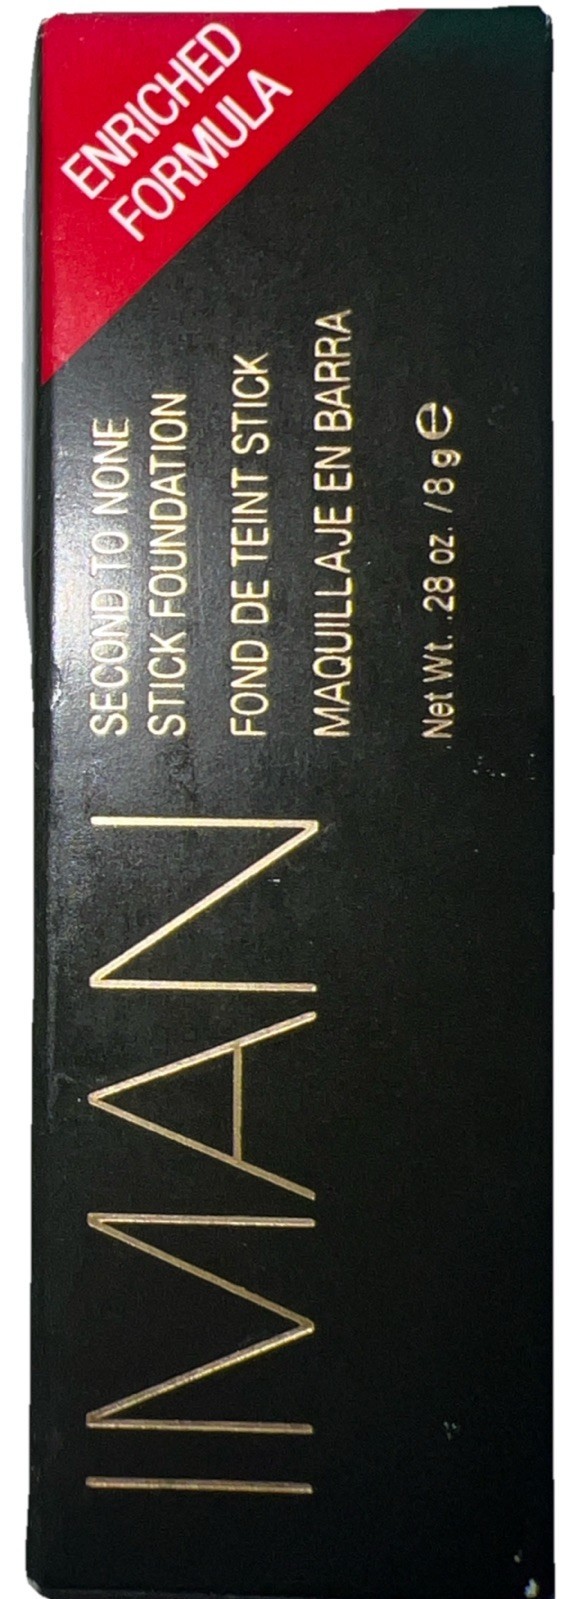 ENRICHED
FORMULA
IMAN
SECOND TO NONE
STICK FOUNDATION
FOND DE TEINT STICK
MAQUILLAJE EN BARRA
Net Wt. .28 oz. / 8 g ℮